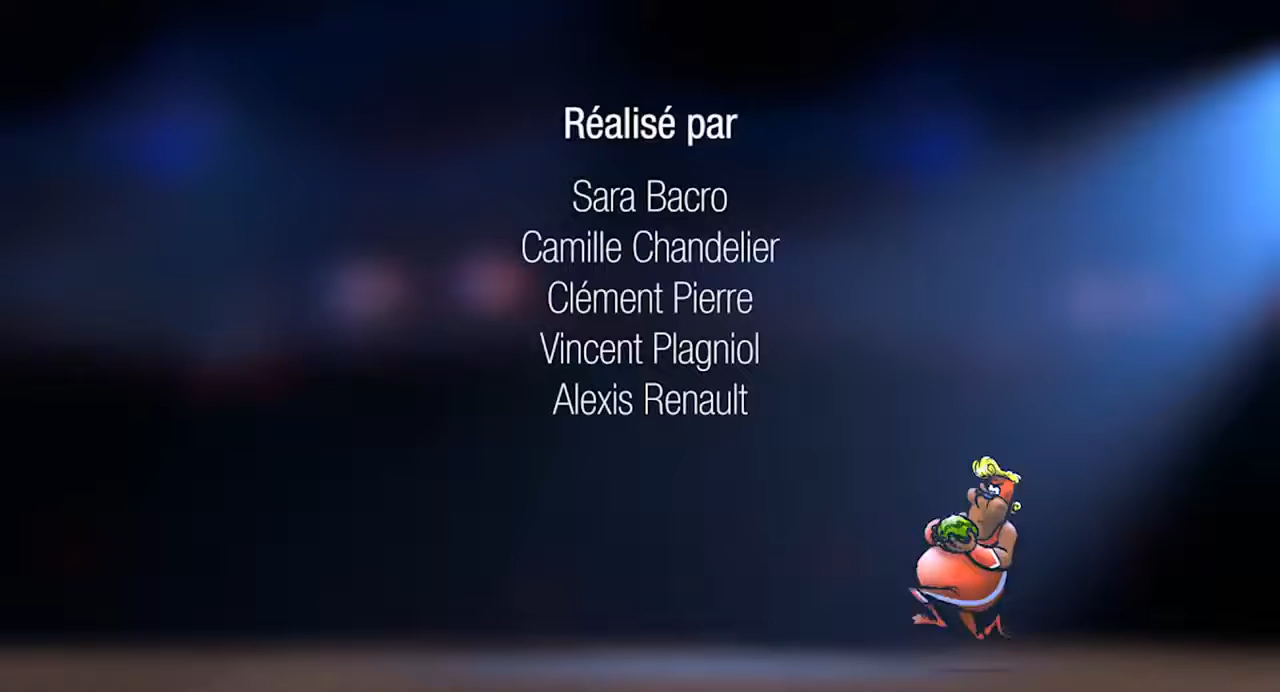 Réalisé par
Sara Bacro
Camille Chandelier
Clément Pierre
Vincent Plagniol
Alexis Renault